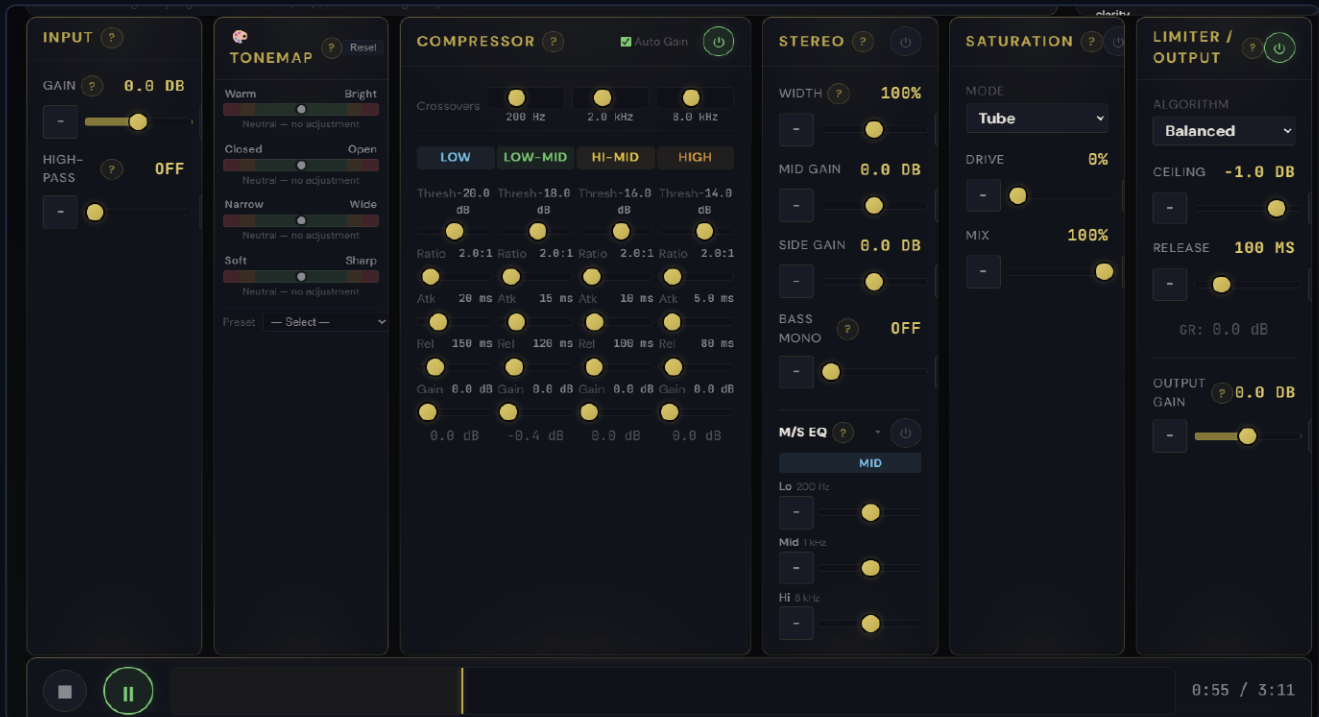 clarity
INPUT ?
GAIN ? 0.0 DB
-
HIGH-
PASS ? OFF
-
TONEMAP ? Reset
Warm Bright
Neutral — no adjustment
Closed Open
Neutral — no adjustment
Narrow Wide
Neutral — no adjustment
Soft Sharp
Neutral — no adjustment
Preset — Select —
COMPRESSOR ? Auto Gain
Crossovers
200 Hz 2.0 kHz 8.0 kHz
LOW LOW-MID HI-MID HIGH
Thresh -20.0 dB Thresh -18.0 dB Thresh -16.0 dB Thresh -14.0 dB
Ratio 2.0:1 Ratio 2.0:1 Ratio 2.0:1 Ratio 2.0:1
Atk 20 ms Atk 15 ms Atk 10 ms Atk 5.0 ms
Rel 150 ms Rel 120 ms Rel 100 ms Rel 80 ms
Gain 0.0 dB Gain 0.0 dB Gain 0.0 dB Gain 0.0 dB
0.0 dB -0.4 dB 0.0 dB 0.0 dB
STEREO ?
WIDTH ? 100%
-
MID GAIN 0.0 DB
-
SIDE GAIN 0.0 DB
-
BASS
MONO ? OFF
-
M/S EQ ?
MID
Lo 200 Hz
-
Mid 1 kHz
-
Hi 8 kHz
-
SATURATION ?
MODE
Tube
DRIVE 0%
-
MIX 100%
-
LIMITER /
OUTPUT ?
ALGORITHM
Balanced
CEILING -1.0 DB
-
RELEASE 100 MS
-
GR: 0.0 dB
OUTPUT
GAIN ? 0.0 DB
-
0:55 / 3:11